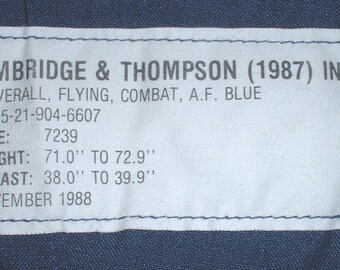 MBRIDGE & THOMPSON (1987) IN
VERALL, FLYING, COMBAT, A.F. BLUE
5-21-904-6607
E: 7239
GHT: 71.0" TO 72.9"
AST: 38.0" TO 39.9"
VEMBER 1988